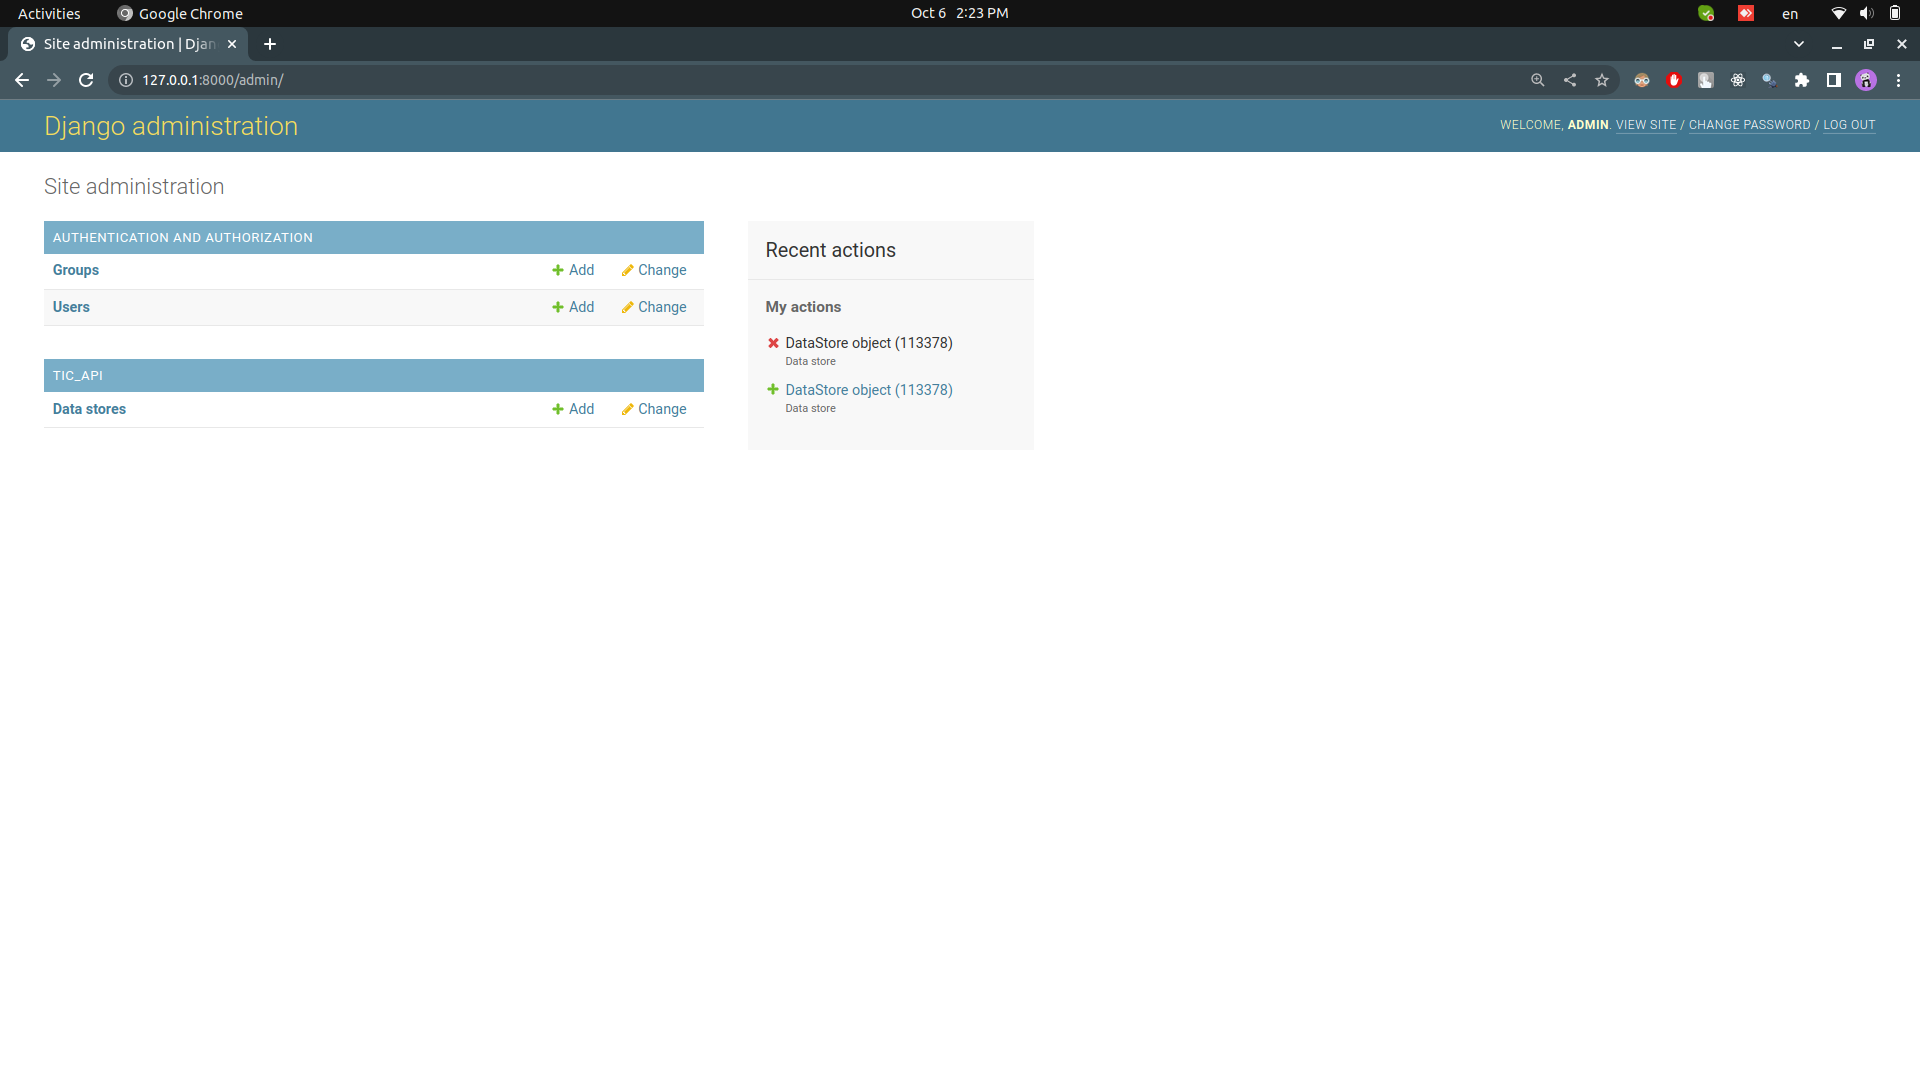 Activities Google Chrome Oct 6 2:23 PM en
Site administration | Djan
127.0.0.1:8000/admin/
Django administration WELCOME, ADMIN. VIEW SITE / CHANGE PASSWORD / LOG OUT
Site administration
AUTHENTICATION AND AUTHORIZATION
Groups Add Change
Users Add Change
TIC_API
Data stores Add Change
Recent actions
My actions
DataStore object (113378)
Data store
DataStore object (113378)
Data store